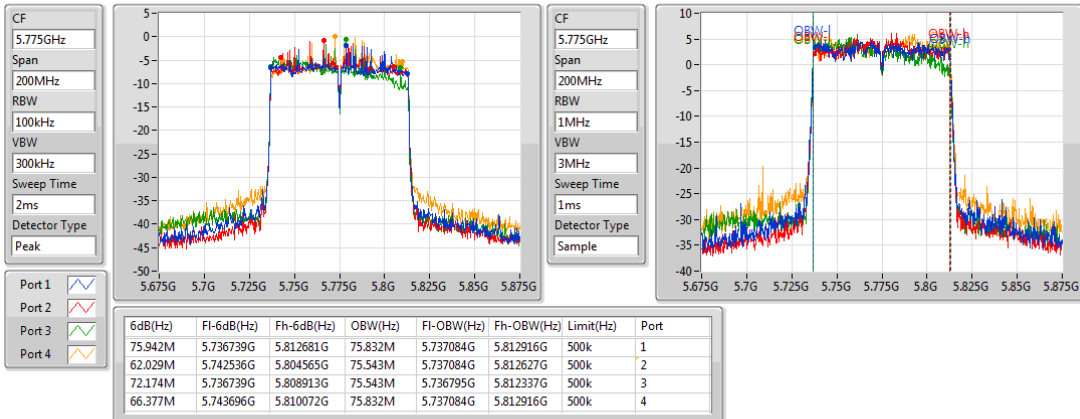 CF
5.775GHz
Span
200MHz
RBW
100kHz
VBW
300kHz
Sweep Time
2ms
Detector Type
Peak
5
0
-5
-10
-15
-20
-25
-30
-35
-40
-45
-50
5.675G 5.7G 5.725G 5.75G 5.775G 5.8G 5.825G 5.85G 5.875G
CF
5.775GHz
Span
200MHz
RBW
1MHz
VBW
3MHz
Sweep Time
1ms
Detector Type
Sample
10
5
0
-5
-10
-15
-20
-25
-30
-35
-40
OBW-l OBW-h
5.675G 5.7G 5.725G 5.75G 5.775G 5.8G 5.825G 5.85G 5.875G
Port 1
Port 2
Port 3
Port 4
6dB(Hz) Fl-6dB(Hz) Fh-6dB(Hz) OBW(Hz) Fl-OBW(Hz) Fh-OBW(Hz) Limit(Hz) Port
75.942M 5.736739G 5.812681G 75.832M 5.737084G 5.812916G 500k 1
62.029M 5.742536G 5.804565G 75.543M 5.737084G 5.812627G 500k 2
72.174M 5.736739G 5.808913G 75.543M 5.736795G 5.812337G 500k 3
66.377M 5.743696G 5.810072G 75.832M 5.737084G 5.812916G 500k 4